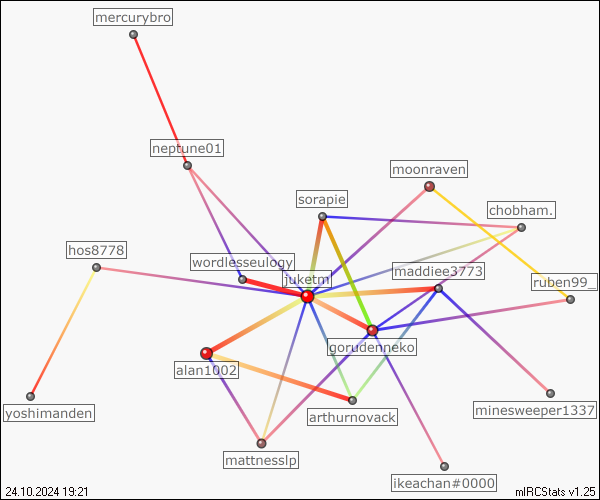 mercurybro
neptune01
moonraven
sorapie
chobham.
hos8778
wordlesseulogy
juketm
maddiee3773
ruben99_
gorudenneko
alan1002
yoshimanden
arthurnovack
minesweeper1337
mattnesslp
ikeachan#0000
24.10.2024 19:21
mIRCStats v1.25